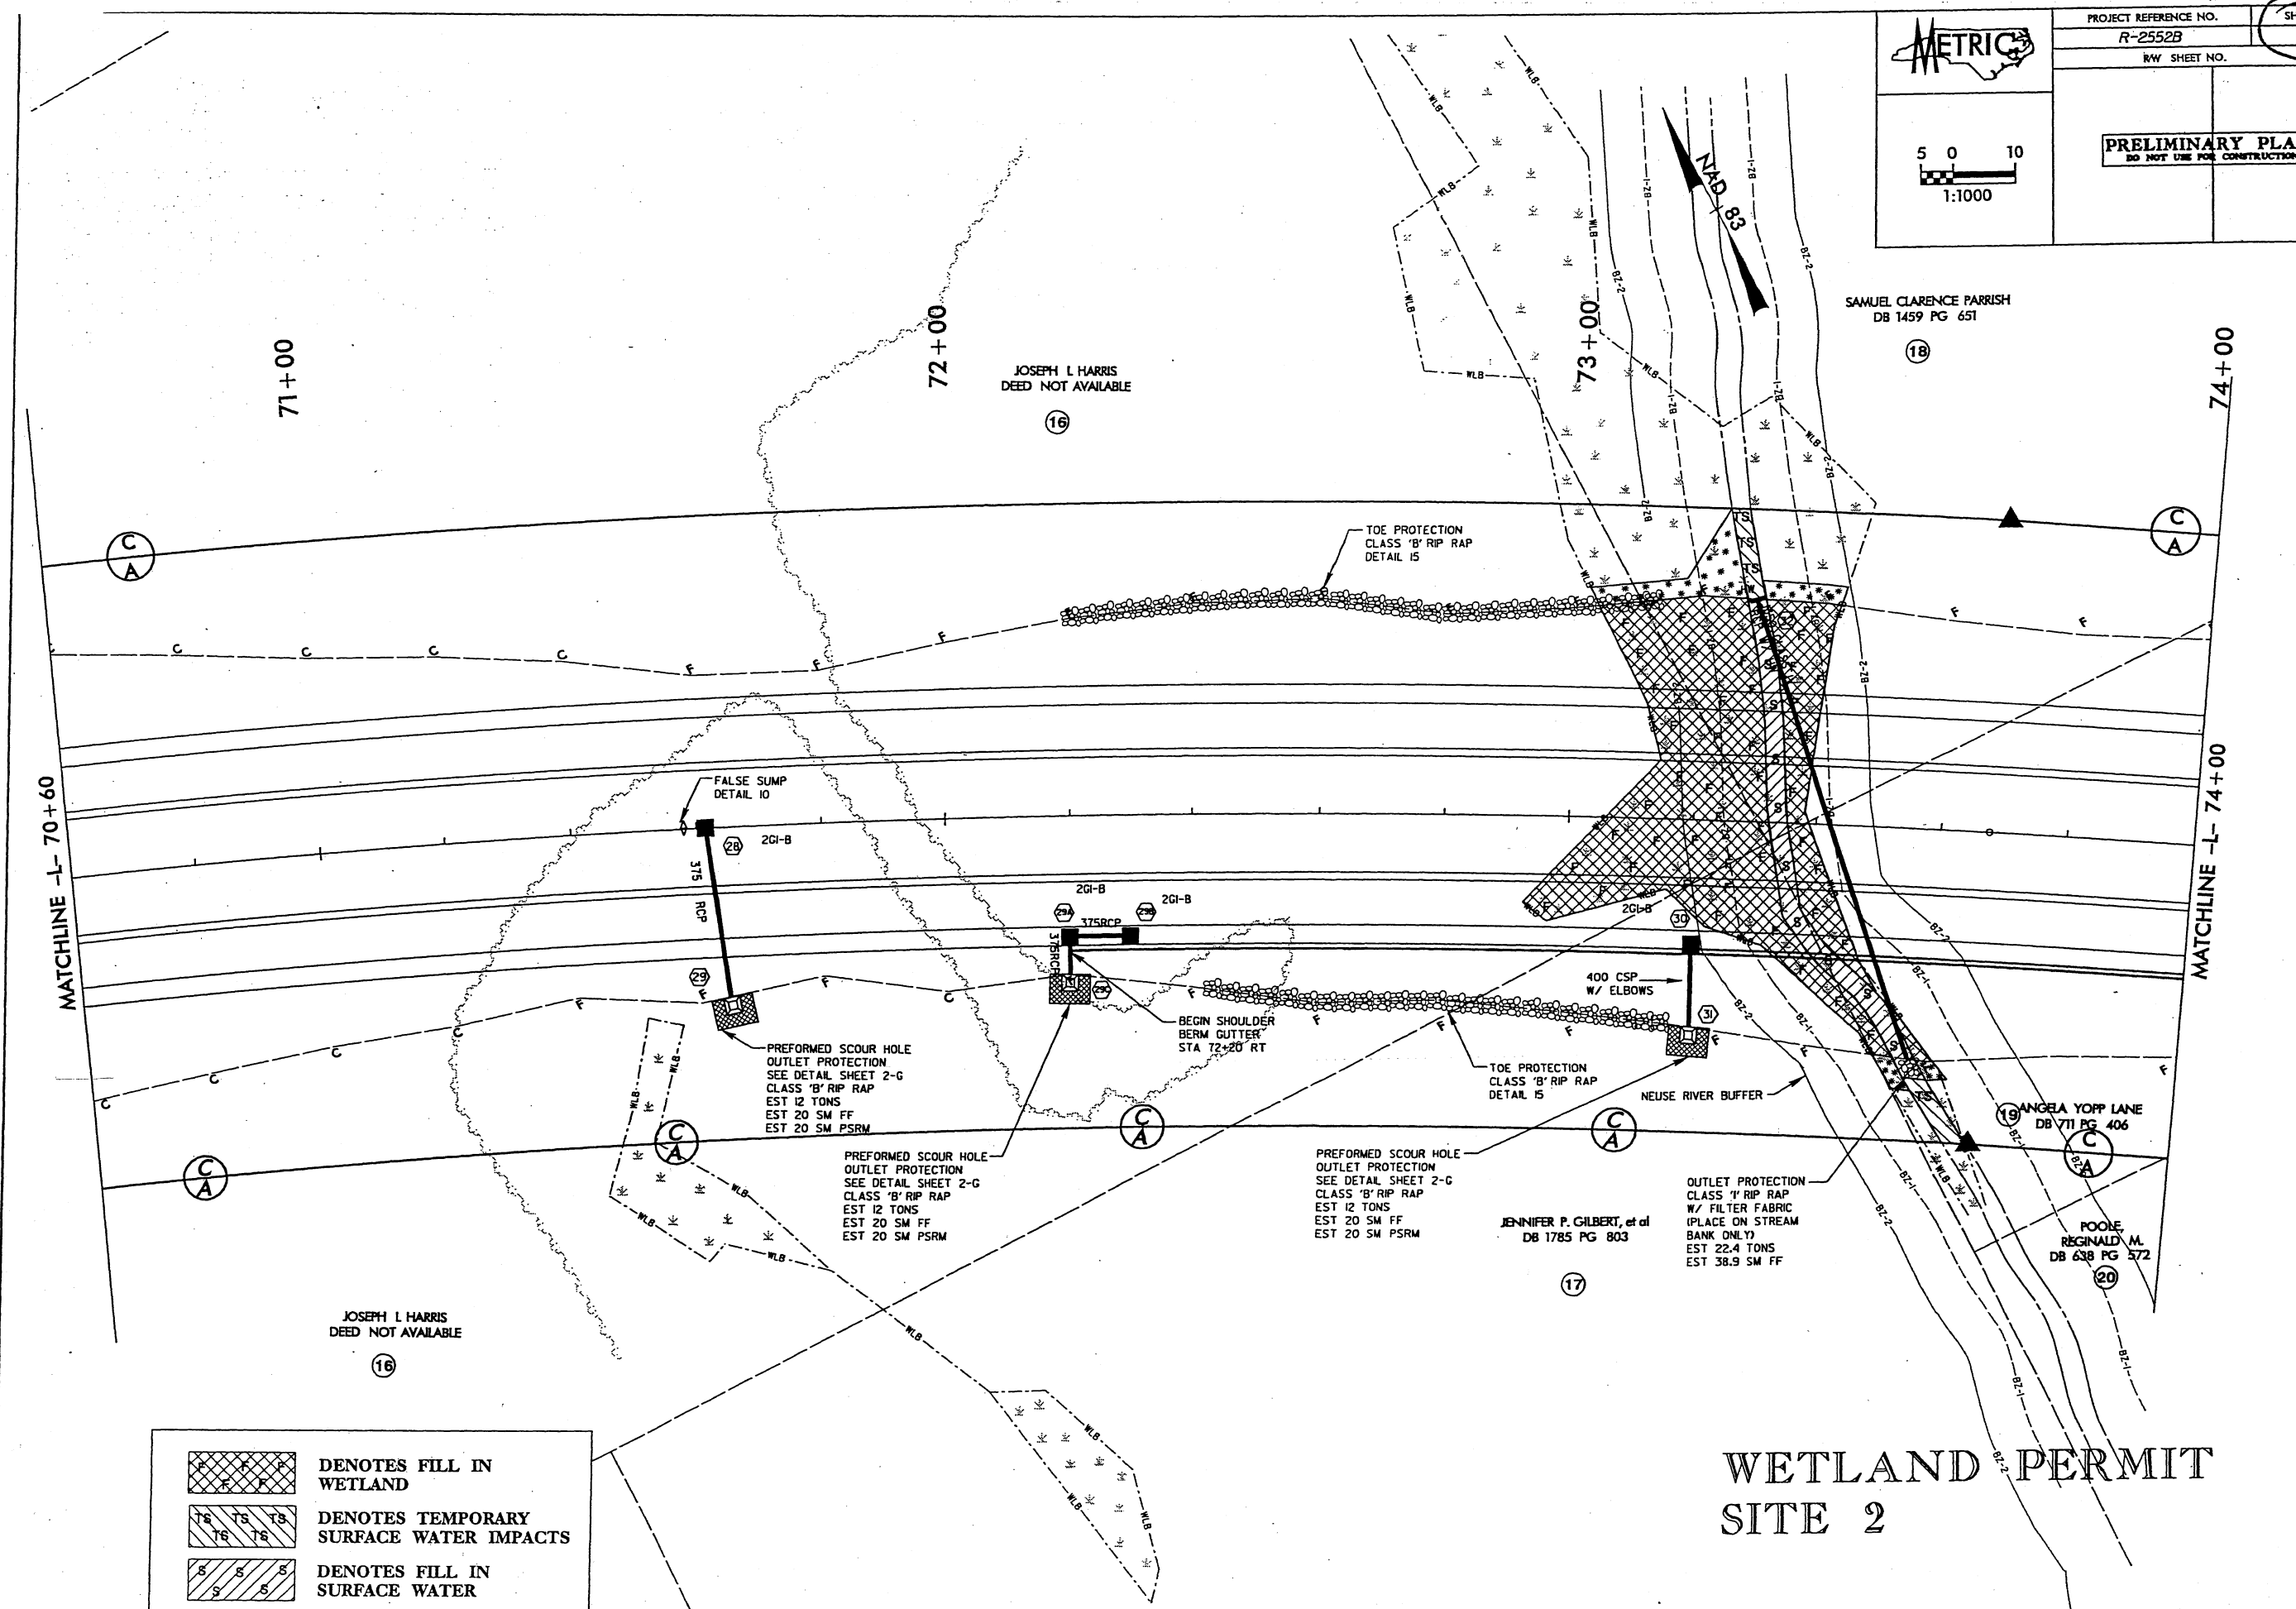 METRIC
PROJECT REFERENCE NO.
R-2552B
R/W SHEET NO.
5 0 10
1:1000
PRELIMINARY PLA
DO NOT USE FOR CONSTRUCTION
NAD 83
SAMUEL CLARENCE PARRISH
DB 1459 PG 651
18
71+00
72+00
73+00
74+00
JOSEPH L HARRIS
DEED NOT AVAILABLE
16
TOE PROTECTION
CLASS 'B' RIP RAP
DETAIL 15
MATCHLINE -L- 70+60
MATCHLINE -L- 74+00
FALSE SUMP
DETAIL 10
28
2GI-B
375 RCP
29
2GI-B
29A
29B
2GI-B
375RCP
375RCP
29C
2GI-B
30
400 CSP
W/ ELBOWS
31
32
BEGIN SHOULDER
BERM GUTTER
STA 72+20 RT
PREFORMED SCOUR HOLE
OUTLET PROTECTION
SEE DETAIL SHEET 2-G
CLASS 'B' RIP RAP
EST 12 TONS
EST 20 SM FF
EST 20 SM PSRM
TOE PROTECTION
CLASS 'B' RIP RAP
DETAIL 15
NEUSE RIVER BUFFER
19
ANGELA YOPP LANE
DB 711 PG 406
PREFORMED SCOUR HOLE
OUTLET PROTECTION
SEE DETAIL SHEET 2-G
CLASS 'B' RIP RAP
EST 12 TONS
EST 20 SM FF
EST 20 SM PSRM
PREFORMED SCOUR HOLE
OUTLET PROTECTION
SEE DETAIL SHEET 2-G
CLASS 'B' RIP RAP
EST 12 TONS
EST 20 SM FF
EST 20 SM PSRM
OUTLET PROTECTION
CLASS 'I' RIP RAP
W/ FILTER FABRIC
(PLACE ON STREAM
BANK ONLY)
EST 22.4 TONS
EST 38.9 SM FF
JENNIFER P. GILBERT, et al
DB 1785 PG 803
17
POOLE,
REGINALD M.
DB 638 PG 572
20
JOSEPH L HARRIS
DEED NOT AVAILABLE
16
DENOTES FILL IN
WETLAND
DENOTES TEMPORARY
SURFACE WATER IMPACTS
DENOTES FILL IN
SURFACE WATER
WETLAND PERMIT
SITE 2